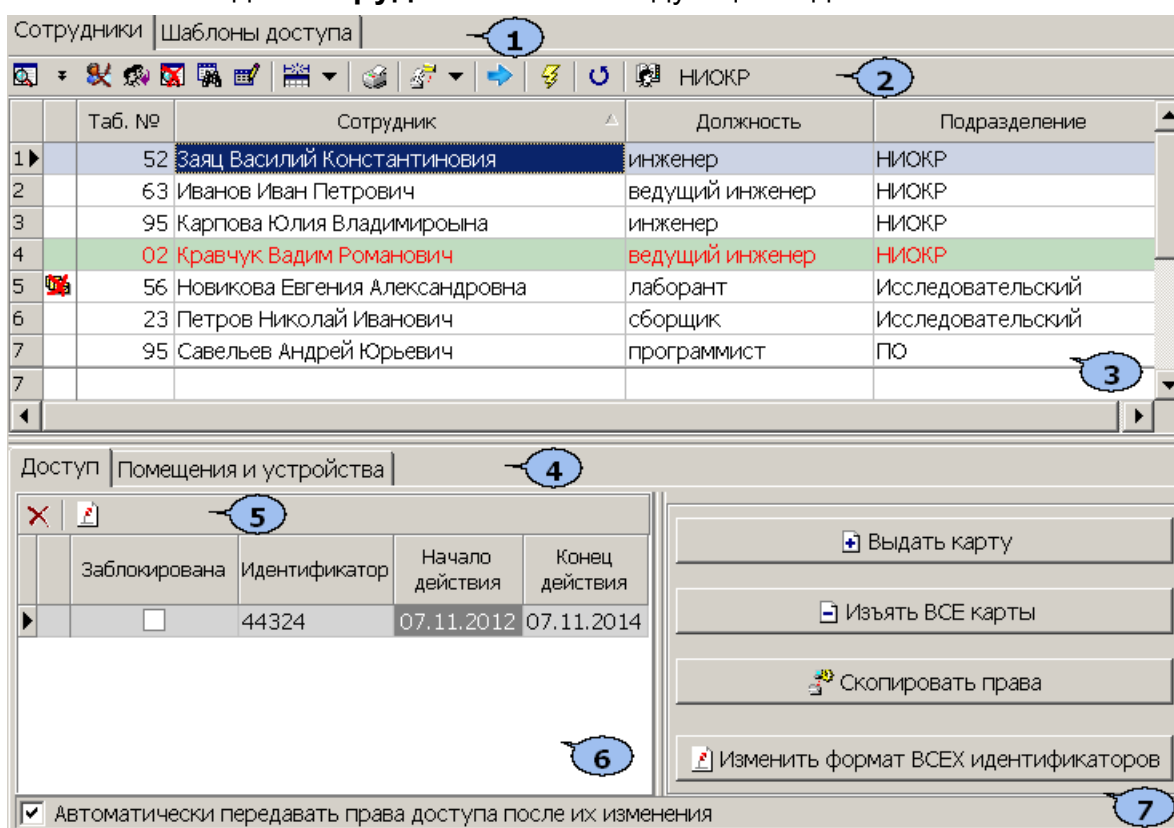 Сотрудники Шаблоны доступа 1
НИОКР 2
Таб. № Сотрудник Должность Подразделение
1 52 Заяц Василий Константиновия инженер НИОКР
2 63 Иванов Иван Петрович ведущий инженер НИОКР
3 95 Карпова Юлия Владимироына инженер НИОКР
4 02 Кравчук Вадим Романович ведущий инженер НИОКР
5 56 Новикова Евгения Александровна лаборант Исследовательский
6 23 Петров Николай Иванович сборщик Исследовательский
7 95 Савельев Андрей Юрьевич программист ПО
3
7
Доступ Помещения и устройства 4
5
Заблокирована Идентификатор Начало действия Конец действия
44324 07.11.2012 07.11.2014
6
Выдать карту
Изъять ВСЕ карты
Скопировать права
Изменить формат ВСЕХ идентификаторов
7
Автоматически передавать права доступа после их изменения